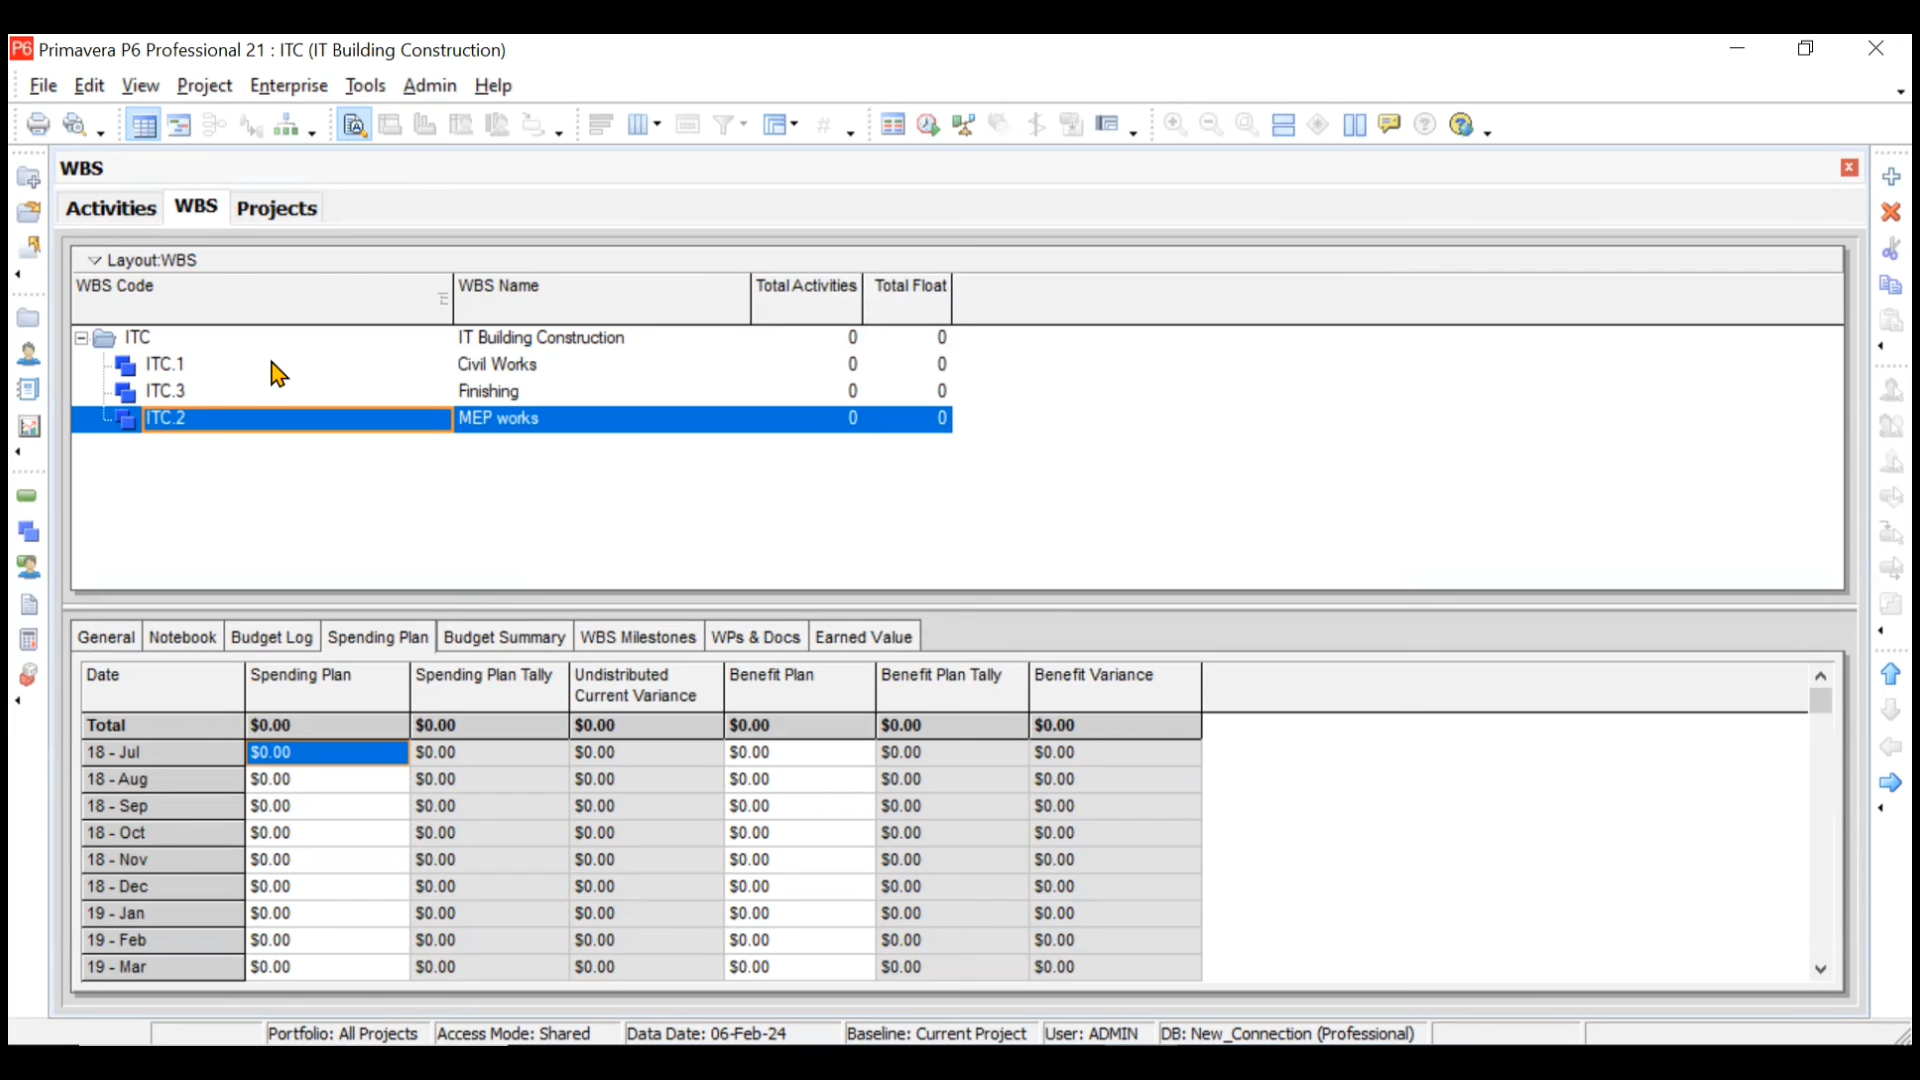 P6 Primavera P6 Professional 21 : ITC (IT Building Construction)
File Edit View Project Enterprise Tools Admin Help
WBS
Activities WBS Projects
Layout:WBS
WBS Code WBS Name Total Activities Total Float
ITC IT Building Construction 0 0
ITC.1 Civil Works 0 0
ITC.3 Finishing 0 0
ITC.2 MEP works 0 0
General Notebook Budget Log Spending Plan Budget Summary WBS Milestones WPs & Docs Earned Value
Date Spending Plan Spending Plan Tally Undistributed Benefit Plan Benefit Plan Tally Benefit Variance
Current Variance
Total $0.00 $0.00 $0.00 $0.00 $0.00 $0.00
18 - Jul $0.00 $0.00 $0.00 $0.00 $0.00 $0.00
18 - Aug $0.00 $0.00 $0.00 $0.00 $0.00 $0.00
18 - Sep $0.00 $0.00 $0.00 $0.00 $0.00 $0.00
18 - Oct $0.00 $0.00 $0.00 $0.00 $0.00 $0.00
18 - Nov $0.00 $0.00 $0.00 $0.00 $0.00 $0.00
18 - Dec $0.00 $0.00 $0.00 $0.00 $0.00 $0.00
19 - Jan $0.00 $0.00 $0.00 $0.00 $0.00 $0.00
19 - Feb $0.00 $0.00 $0.00 $0.00 $0.00 $0.00
19 - Mar $0.00 $0.00 $0.00 $0.00 $0.00 $0.00
Portfolio: All Projects Access Mode: Shared Data Date: 06-Feb-24 Baseline: Current Project User: ADMIN DB: New_Connection (Professional)